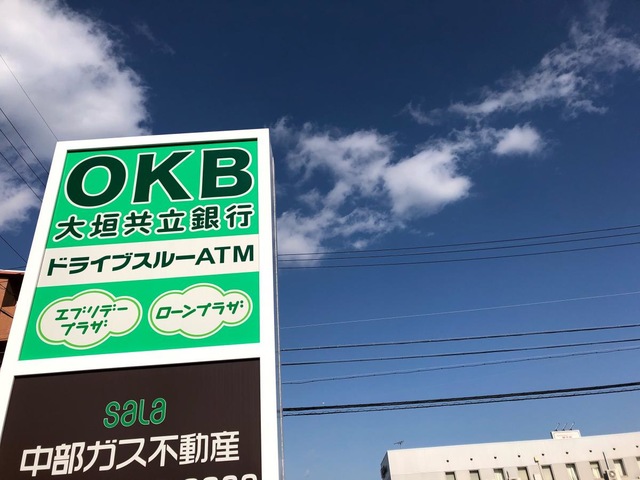 OKB
大垣共立銀行
ドライブスルーATM
エブリデー
プラザ
ローンプラザ
sala
中部ガス不動産